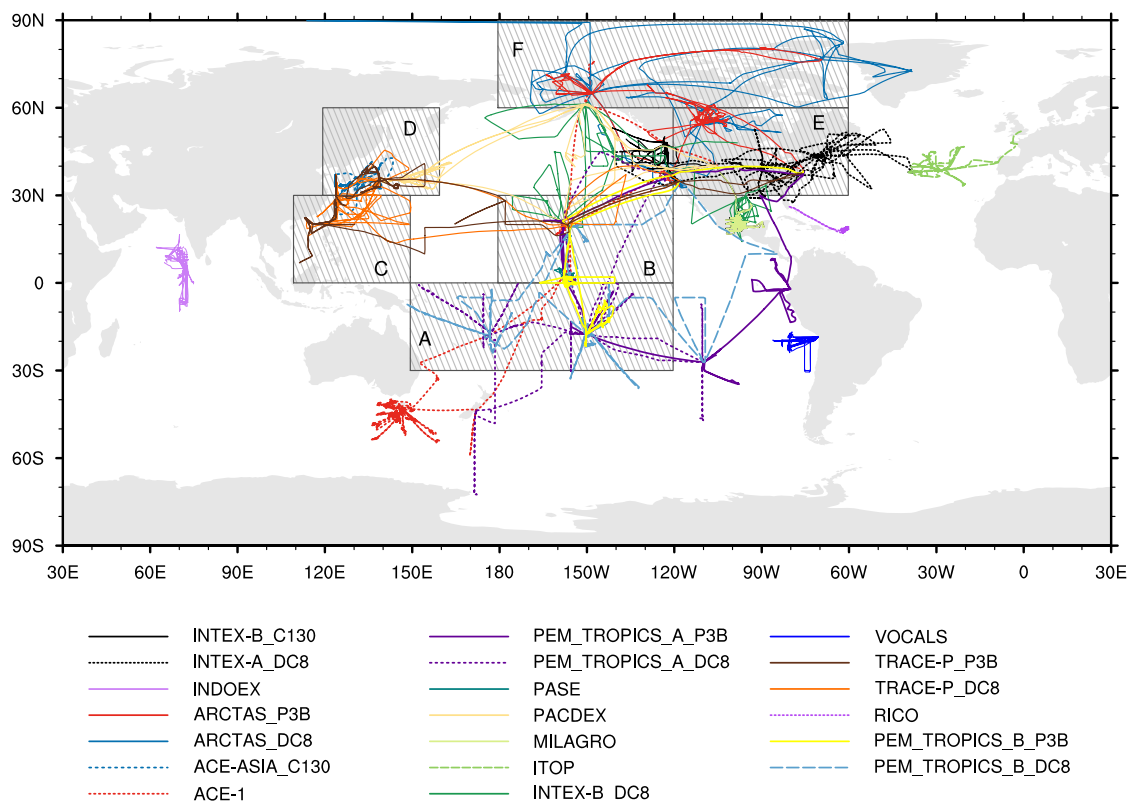 90N
F
60N
D
E
30N
C
B
0
A
30S
60S
90S
30E 60E 90E 120E 150E 180 150W 120W 90W 60W 30W 0 30E
INTEX-B_C130 PEM_TROPICS_A_P3B VOCALS
INTEX-A_DC8 PEM_TROPICS_A_DC8 TRACE-P_P3B
INDOEX PASE TRACE-P_DC8
ARCTAS_P3B PACDEX RICO
ARCTAS_DC8 MILAGRO PEM_TROPICS_B_P3B
ACE-ASIA_C130 ITOP PEM_TROPICS_B_DC8
ACE-1 INTEX-B_DC8